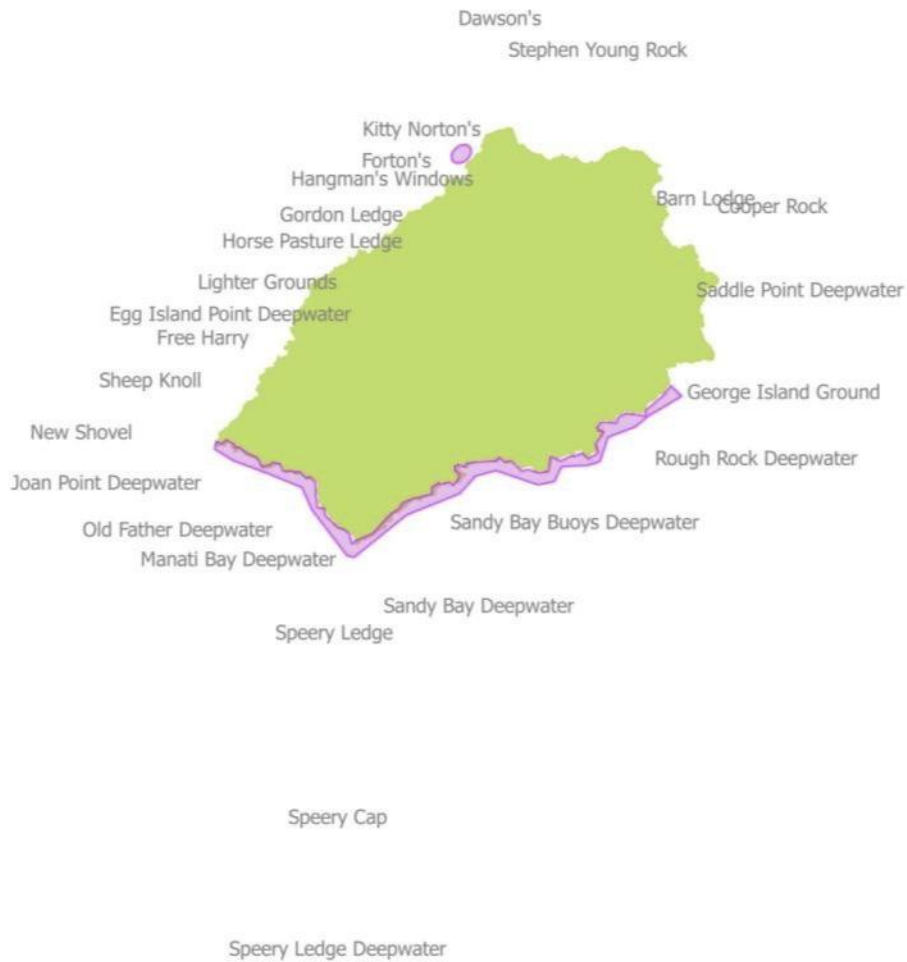 Dawson's
Stephen Young Rock
Kitty Norton's
Forton's
Hangman's Windows
Barn Lodge
Cooper Rock
Gordon Ledge
Horse Pasture Ledge
Lighter Grounds
Saddle Point Deepwater
Egg Island Point Deepwater
Free Harry
Sheep Knoll
George Island Ground
New Shovel
Rough Rock Deepwater
Joan Point Deepwater
Sandy Bay Buoys Deepwater
Old Father Deepwater
Manati Bay Deepwater
Sandy Bay Deepwater
Speery Ledge
Speery Cap
Speery Ledge Deepwater